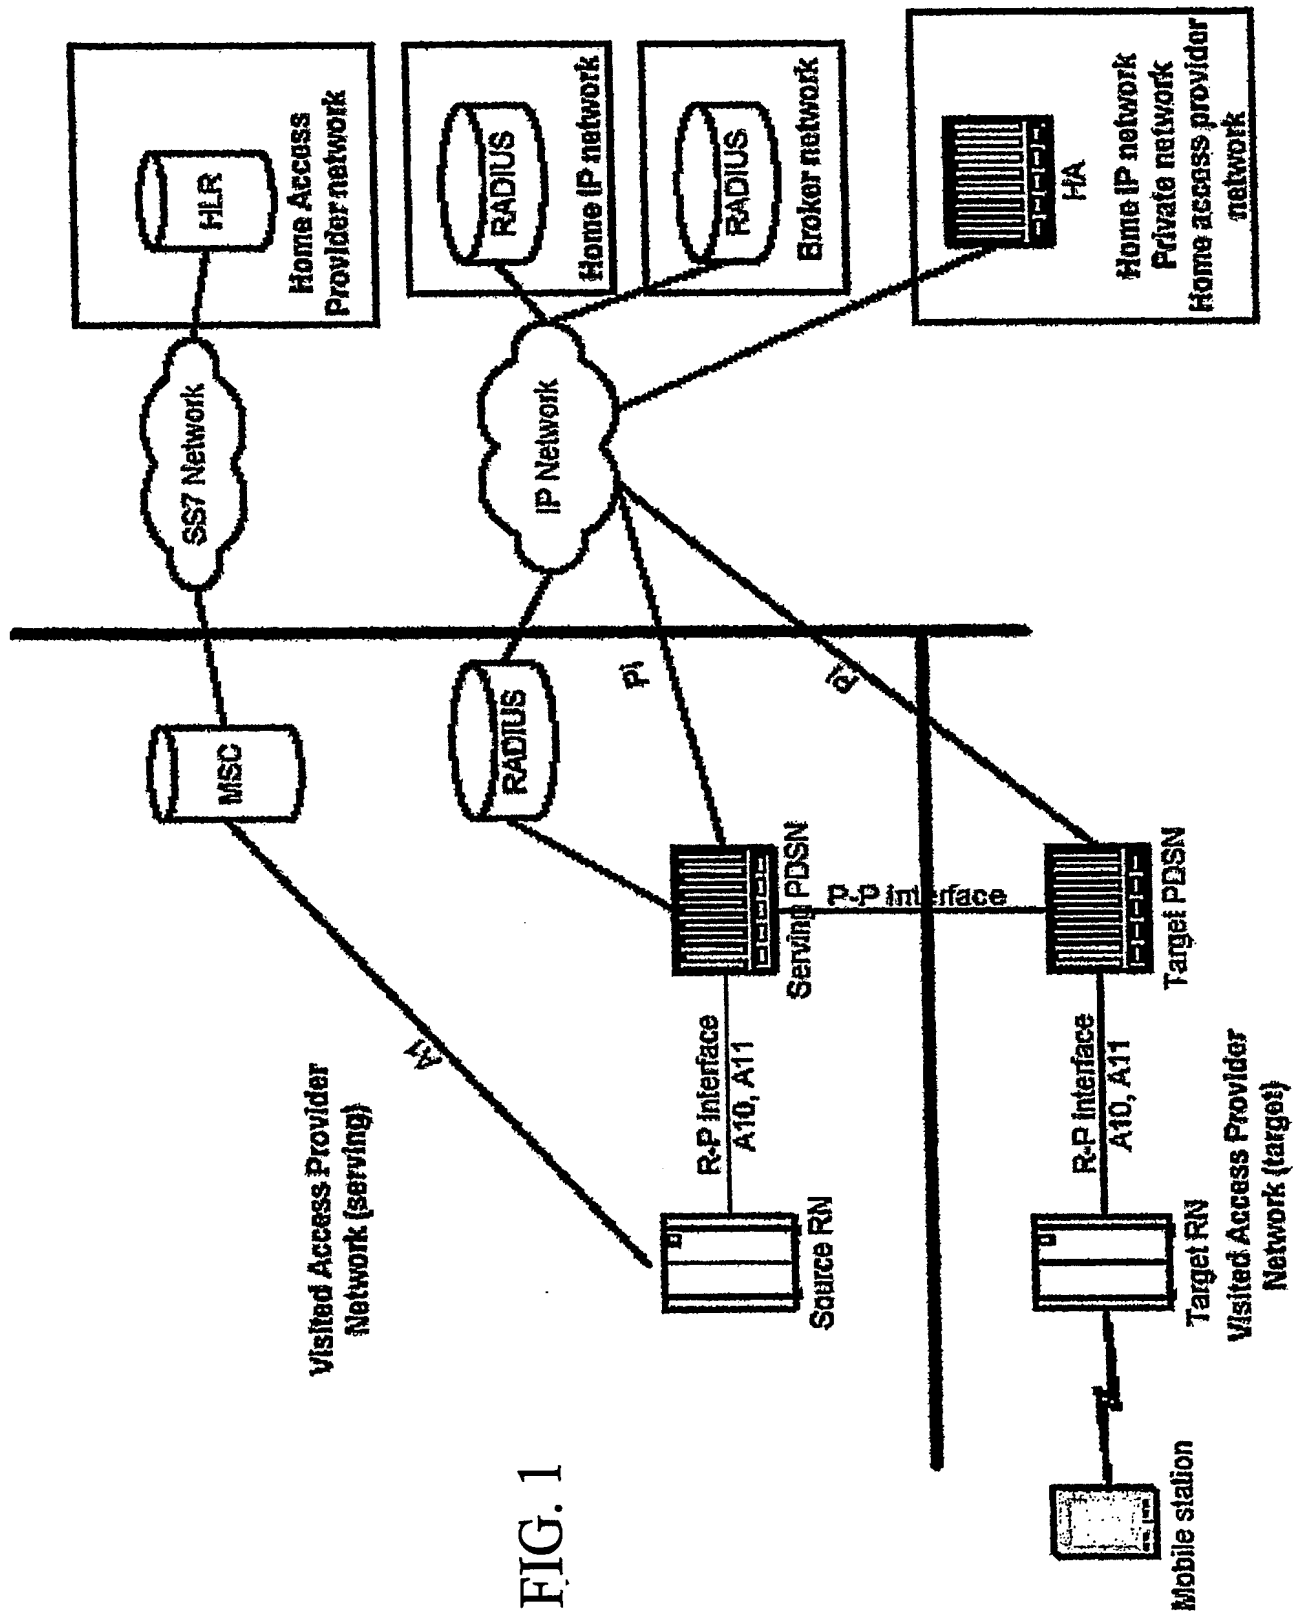 HLR
Home Access
Provider network
SS7 Network
MSC
RADIUS
Home IP network
RADIUS
Broker network
HA
Home IP network
Private network
Home access provider
network
IP Network
RADIUS
Pi
Pi
A1
Visited Access Provider
Network (serving)
Serving PDSN
P-P interface
Target PDSN
R-P interface
A10, A11
R-P interface
A10, A11
Source RN
Target RN
Visited Access Provider
Network (target)
Mobile station
FIG. 1